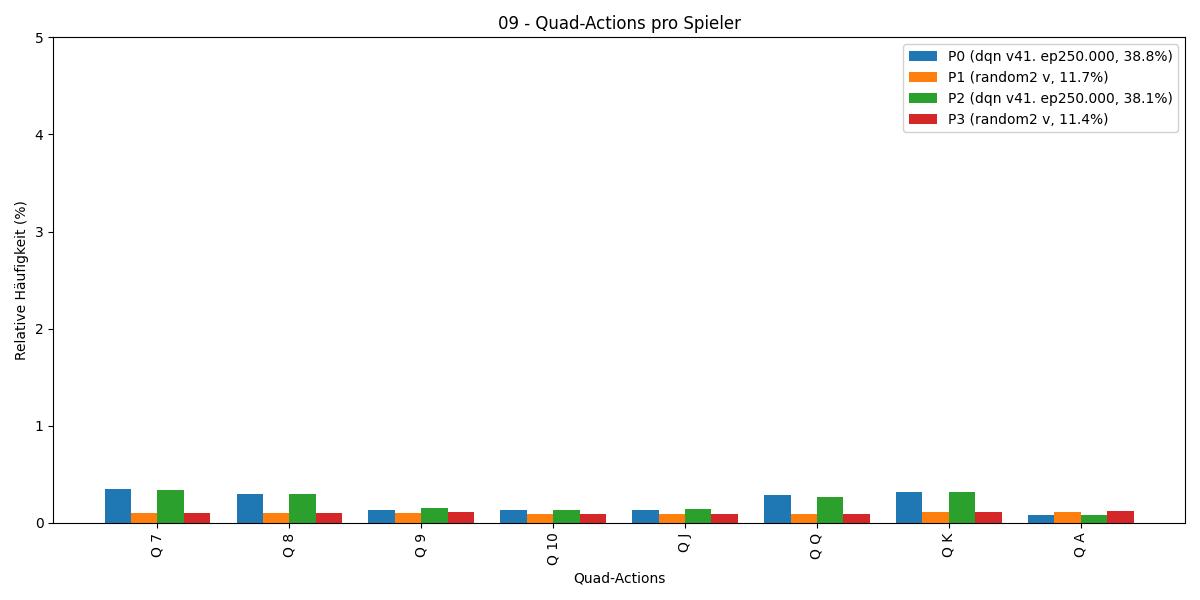 09 - Quad-Actions pro Spieler
P0 (dqn v41. ep250.000, 38.8%)
P1 (random2 v, 11.7%)
P2 (dqn v41. ep250.000, 38.1%)
P3 (random2 v, 11.4%)
Relative Häufigkeit (%)
5
4
3
2
1
0
Q 7
Q 8
Q 9
Q 10
Q J
Q Q
Q K
Q A
Quad-Actions